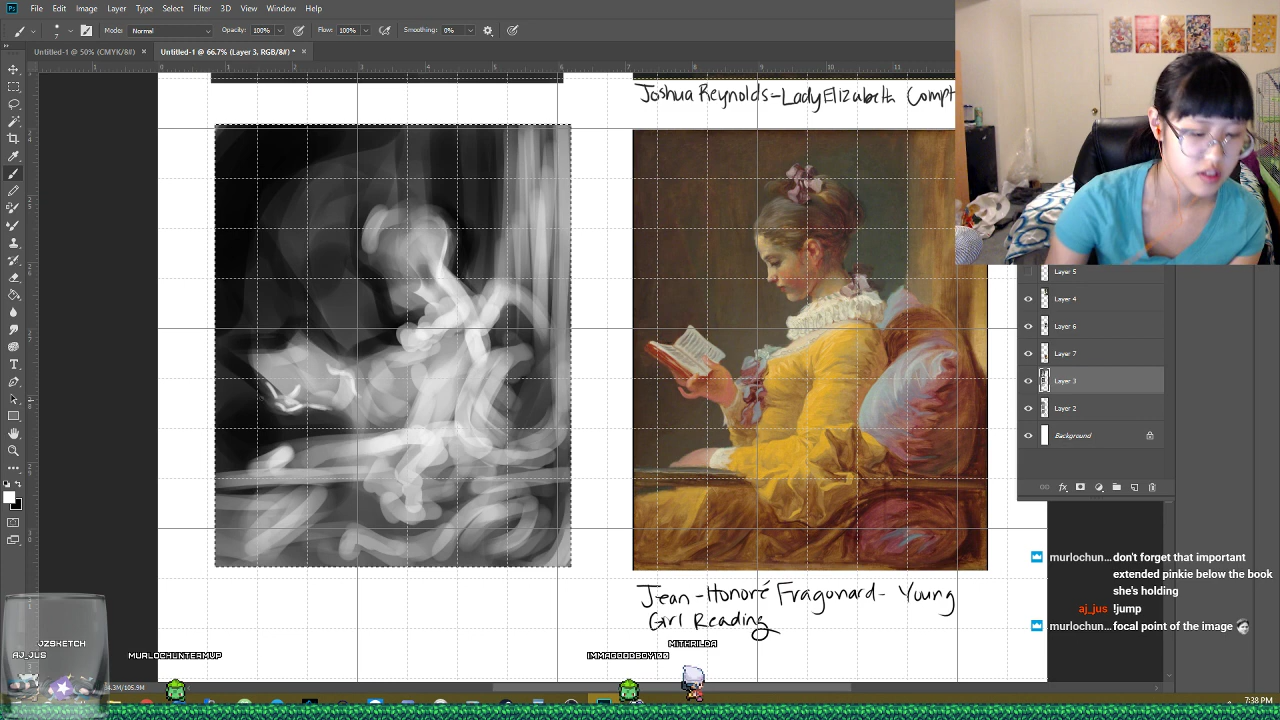 Ps File Edit Image Layer Type Select Filter 3D View Window Help
Mode: Normal Opacity: 100% Flow: 100% Smoothing: 0%
Untitled-1 @ 50% (CMYK/8#) × Untitled-1 @ 66.7% (Layer 3, RGB/8#) * ×
Joshua Reynolds - Lady Elizabeth Compt
Layer 5
Layer 4
Layer 6
Layer 7
Layer 3
Layer 2
Background
murlochun... don't forget that important
extended pinkie below the book
she's holding
aj_jus !jump
murlochun... focal point of the image
Jean-Honoré Fragonard - Young
Girl Reading
JZSKETCH
AJ_JUS
MURLOCHUNTERMVP
IMMAGOODBOY100
MITHRILDA
7:38 PM